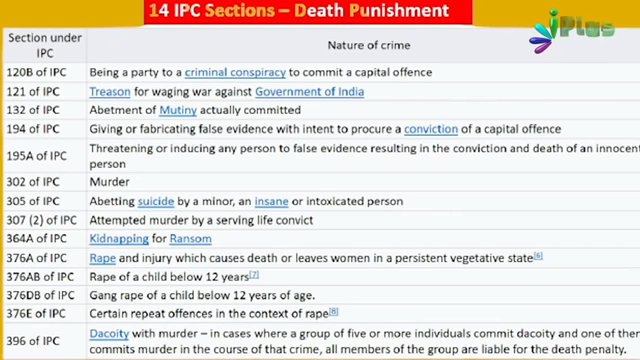 14 IPC Sections – Death Punishment
iPlus
Section under
IPC
Nature of crime
120B of IPC Being a party to a criminal conspiracy to commit a capital offence
121 of IPC Treason for waging war against Government of India
132 of IPC Abetment of Mutiny actually committed
194 of IPC Giving or fabricating false evidence with intent to procure a conviction of a capital offence
195A of IPC Threatening or inducing any person to false evidence resulting in the conviction and death of an innocent
person
302 of IPC Murder
305 of IPC Abetting suicide by a minor, an insane or intoxicated person
307 (2) of IPC Attempted murder by a serving life convict
364A of IPC Kidnapping for Ransom
376A of IPC Rape and injury which causes death or leaves women in a persistent vegetative state[6]
376AB of IPC Rape of a child below 12 years[7]
376DB of IPC Gang rape of a child below 12 years of age.
376E of IPC Certain repeat offences in the context of rape[8]
396 of IPC Dacoity with murder – in cases where a group of five or more individuals commit dacoity and one of them
commits murder in the course of that crime, all members of the group are liable for the death penalty.